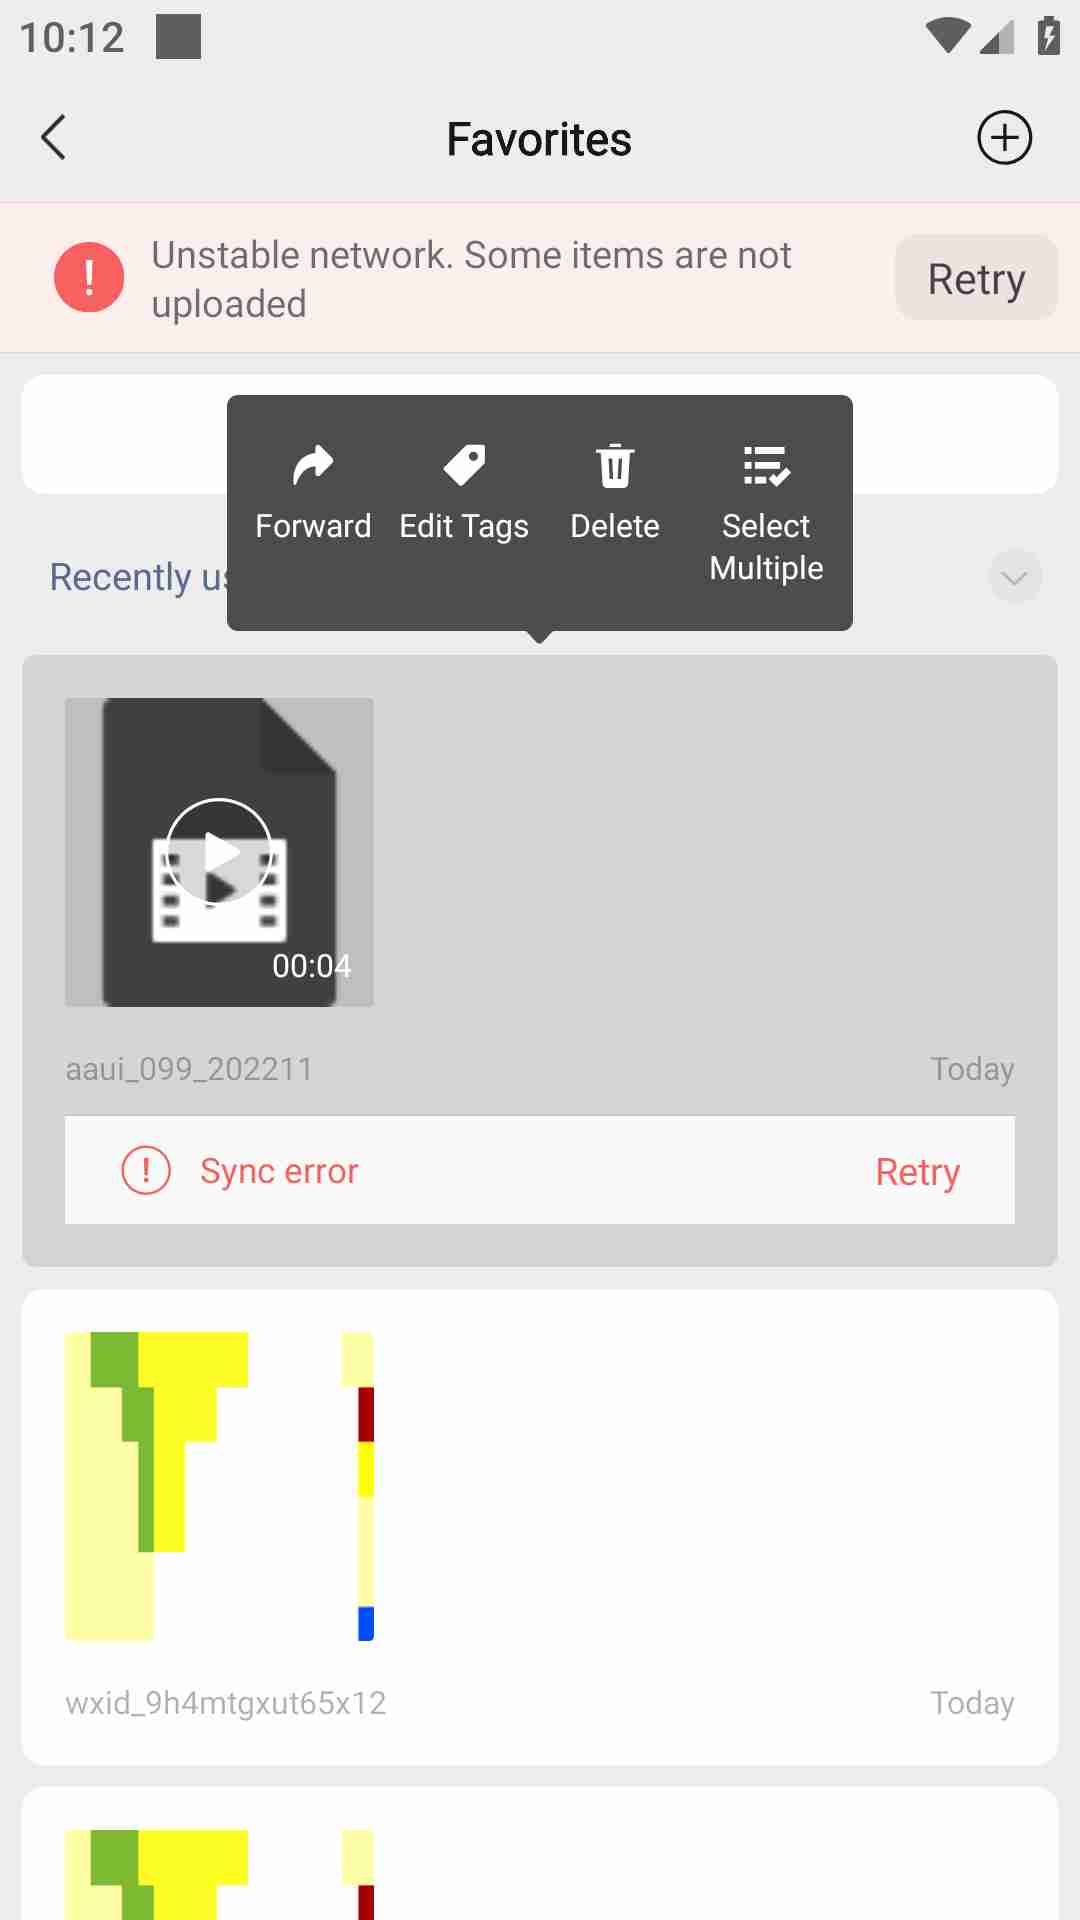 10:12
Favorites
Unstable network. Some items are not
uploaded
Retry
Forward
Edit Tags
Delete
Select
Multiple
Recently
00:04
aaui_099_202211
Today
Sync error
Retry
wxid_9h4mtgxut65x12
Today